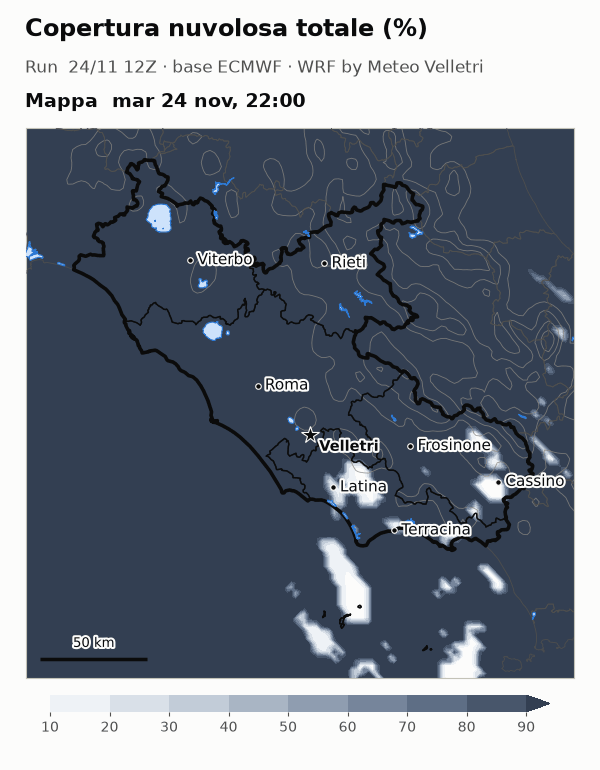 Copertura nuvolosa totale (%)
Run 24/11 12Z · base ECMWF · WRF by Meteo Velletri
Mappa mar 24 nov, 22:00
Viterbo
Rieti
Roma
Velletri
Frosinone
Latina
Cassino
Terracina
50 km
10 20 30 40 50 60 70 80 90